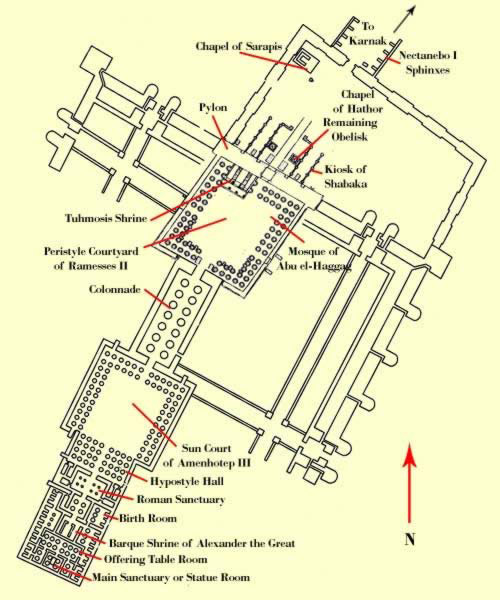 To
Karnak
Chapel of Sarapis
Nectanebo I
Sphinxes
Chapel
of Hathor
Remaining
Obelisk
Pylon
Kiosk of
Shabaka
Tuhmosis Shrine
Peristyle Courtyard
of Ramesses II
Mosque of
Abu el-Haggag
Colonnade
Sun Court
of Amenhotep III
Hypostyle Hall
Roman Sanctuary
Birth Room
Barque Shrine of Alexander the Great
Offering Table Room
Main Sanctuary or Statue Room
N